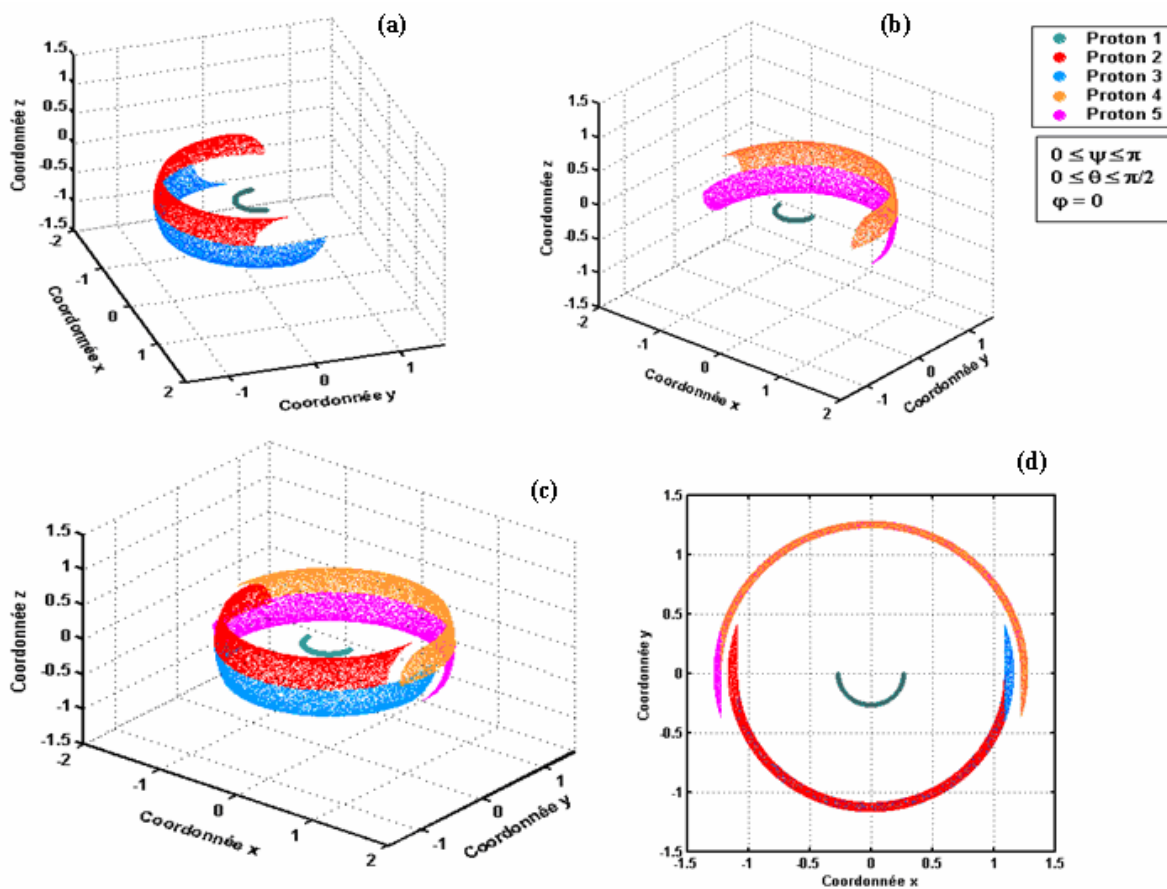 (a)
1.5
1
0.5
0
-0.5
-1
-1.5
-2
-1
0
1
2
-1
0
1
Coordonnée z
Coordonnée x
Coordonnée y
(b)
1.5
1
0.5
0
-0.5
-1
-1.5
-2
-1
0
1
2
-1
0
1
Coordonnée z
Coordonnée x
Coordonnée y
Proton 1
Proton 2
Proton 3
Proton 4
Proton 5
0 ≤ ψ ≤ π
0 ≤ θ ≤ π/2
φ = 0
(c)
1.5
1
0.5
0
-0.5
-1
-1.5
-2
-1
0
1
2
-1
0
1
Coordonnée z
Coordonnée x
Coordonnée y
(d)
1.5
1
0.5
0
-0.5
-1
-1.5
-1.5
-1
-0.5
0
0.5
1
1.5
Coordonnée y
Coordonnée x